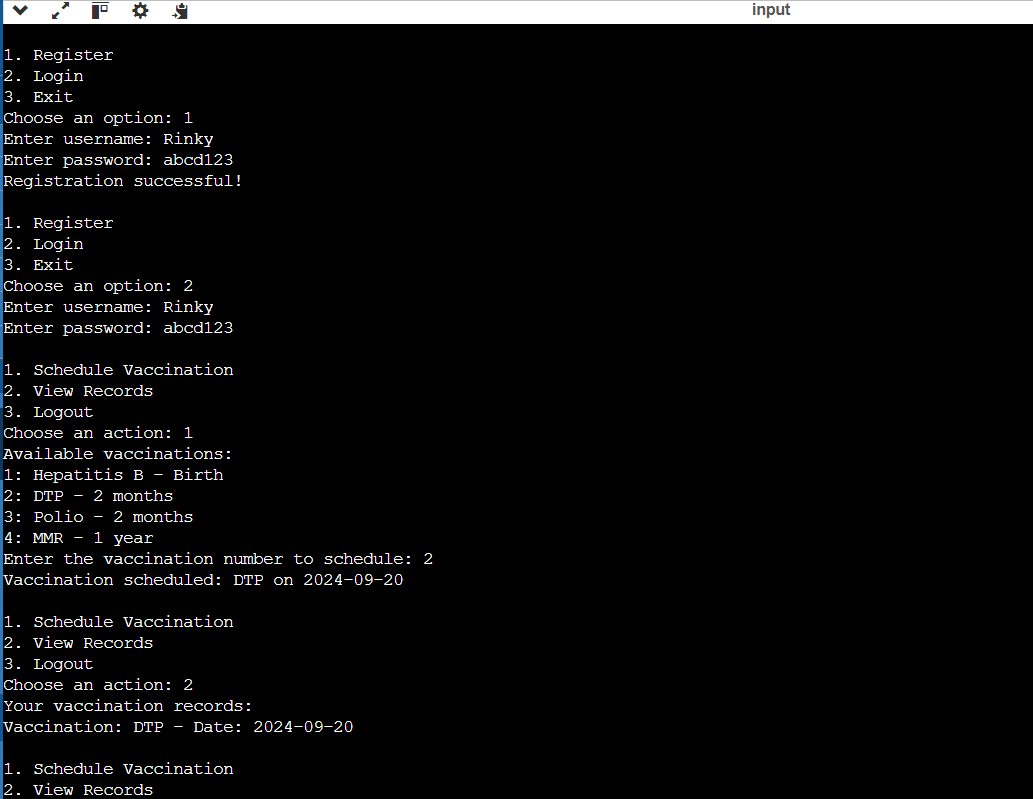 input
1. Register
2. Login
3. Exit
Choose an option: 1
Enter username: Rinky
Enter password: abcd123
Registration successful!
1. Register
2. Login
3. Exit
Choose an option: 2
Enter username: Rinky
Enter password: abcd123
1. Schedule Vaccination
2. View Records
3. Logout
Choose an action: 1
Available vaccinations:
1: Hepatitis B - Birth
2: DTP - 2 months
3: Polio - 2 months
4: MMR - 1 year
Enter the vaccination number to schedule: 2
Vaccination scheduled: DTP on 2024-09-20
1. Schedule Vaccination
2. View Records
3. Logout
Choose an action: 2
Your vaccination records:
Vaccination: DTP - Date: 2024-09-20
1. Schedule Vaccination
2. View Records